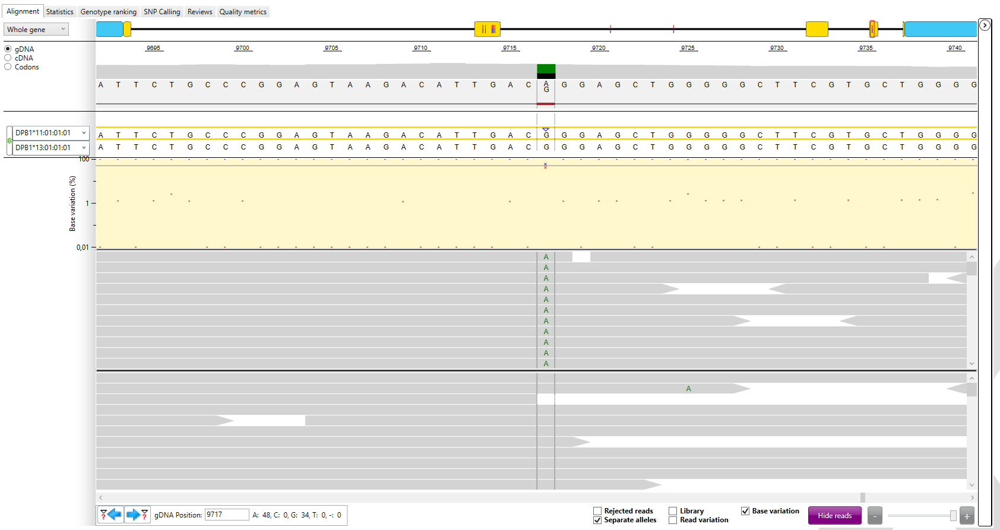 Alignment Statistics Genotype ranking SNP Calling Reviews Quality metrics
Whole gene
gDNA
cDNA
Codons
9695 9700 9705 9710 9715 9720 9725 9730 9735 9740
A T T C T G C C C G G A G T A A G A C A T T G A C A G G A G C T G G G G G C T T C G T G C T G G G G
G
DPB1*11:01:01:01 A T T C T G C C C G G A G T A A G A C A T T G A C G G G A G C T G G G G G C T T C G T G C T G G G G
DPB1*13:01:01:01 A T T C T G C C C G G A G T A A G A C A T T G A C G G G A G C T G G G G G C T T C G T G C T G G G G
100
1
0,01
Base variation (%)
A
A
A
A
A
A
A
A
A
A
A
A
gDNA Position: 9717 A: 48, C: 0, G: 34, T: 0, -: 0
Rejected reads Library Base variation Hide reads - +
Separate alleles Read variation